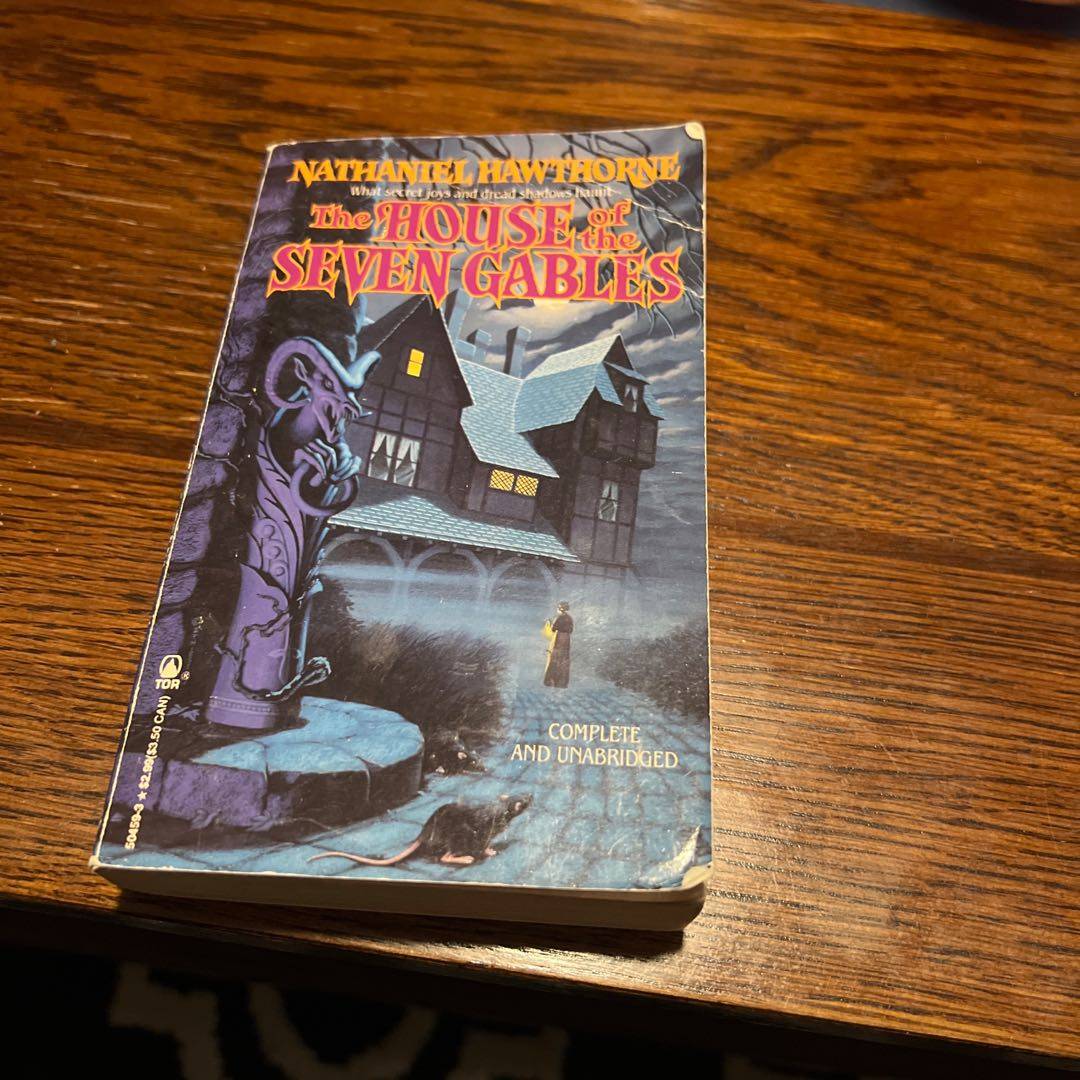 NATHANIEL HAWTHORNE
What secret joys and dread shadows haunt—
The HOUSE of the
SEVEN GABLES
TOR®
50459-3 ★ $2.99 ($3.50 CAN)
COMPLETE
AND UNABRIDGED